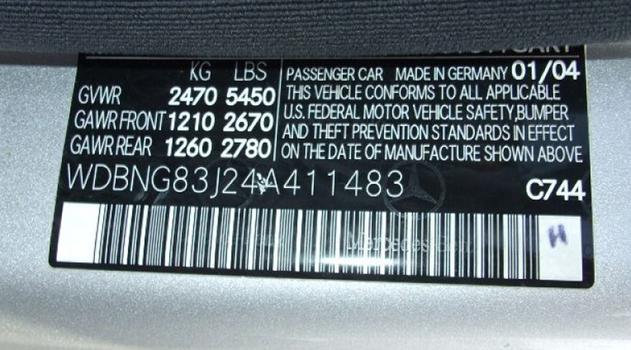 KG LBS
GVWR 2470 5450
GAWR FRONT 1210 2670
GAWR REAR 1260 2780
PASSENGER CAR MADE IN GERMANY 01/04
THIS VEHICLE CONFORMS TO ALL APPLICABLE
U.S. FEDERAL MOTOR VEHICLE SAFETY, BUMPER
AND THEFT PREVENTION STANDARDS IN EFFECT
ON THE DATE OF MANUFACTURE SHOWN ABOVE
WDBNG83J24A411483
C744
H